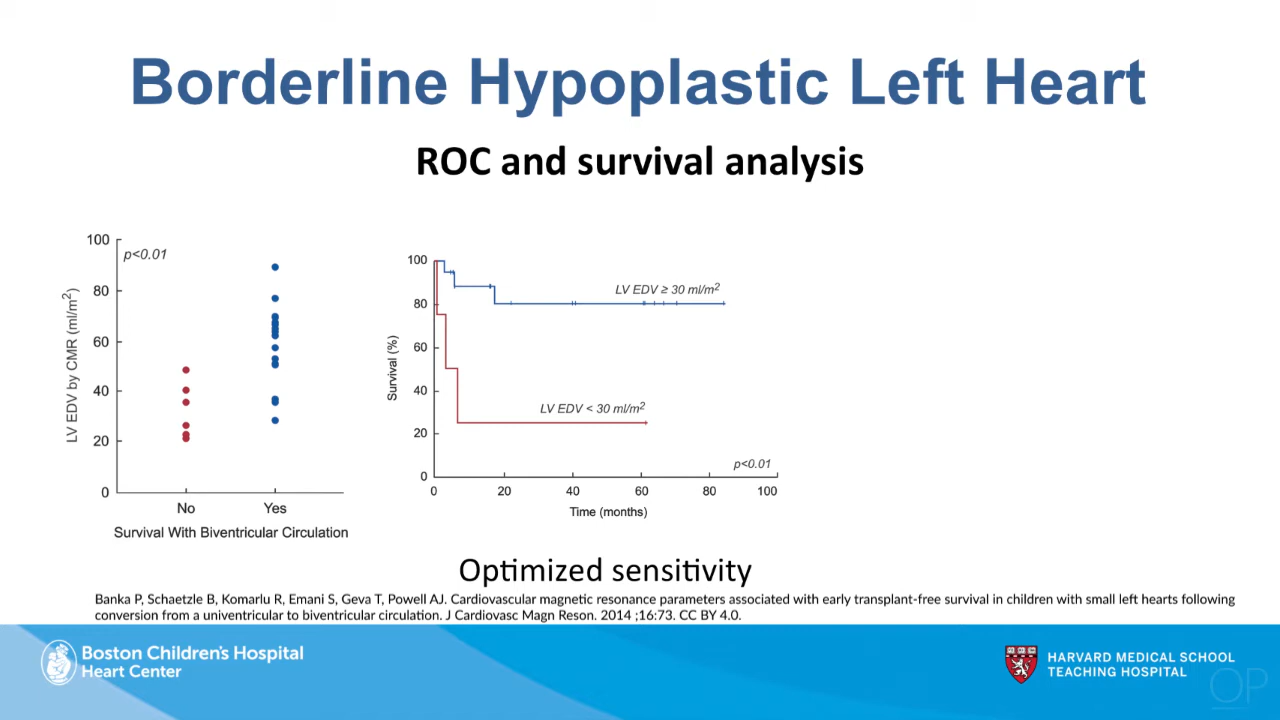 Borderline Hypoplastic Left Heart
ROC and survival analysis
100
80
60
40
20
0
LV EDV by CMR (ml/m²)
p<0.01
No
Yes
Survival With Biventricular Circulation
100
80
60
40
20
0
Survival (%)
LV EDV ≥ 30 ml/m²
LV EDV < 30 ml/m²
p<0.01
0 20 40 60 80 100
Time (months)
Optimized sensitivity
Banka P, Schaetzle B, Komarlu R, Emani S, Geva T, Powell AJ. Cardiovascular magnetic resonance parameters associated with early transplant-free survival in children with small left hearts following
conversion from a univentricular to biventricular circulation. J Cardiovasc Magn Reson. 2014 ;16:73. CC BY 4.0.
Boston Children's Hospital
Heart Center
HARVARD MEDICAL SCHOOL
TEACHING HOSPITAL
OP